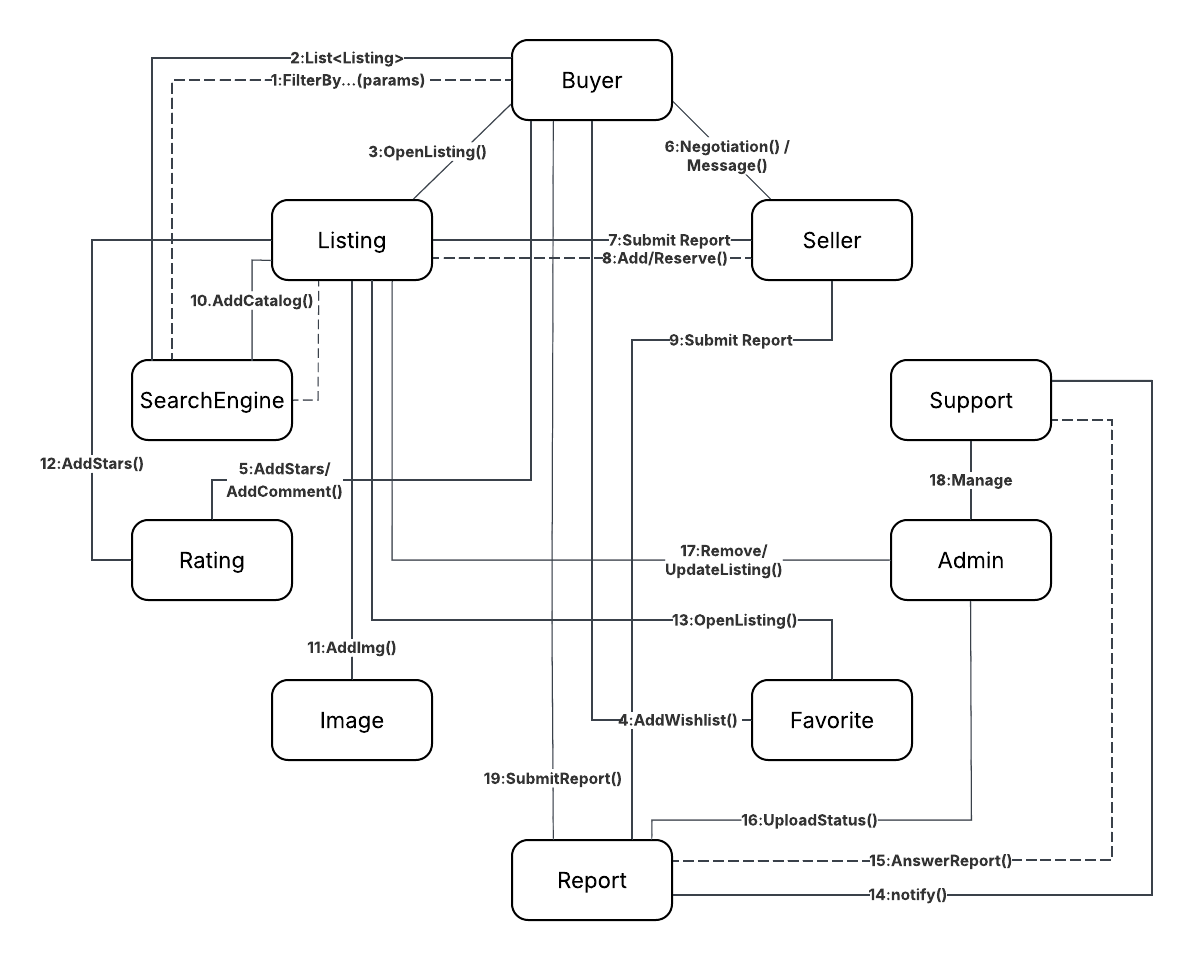 2:List<Listing>
Buyer
1:FilterBy...(params)
3:OpenListing()
6:Negotiation() /
Message()
Listing
7:Submit Report
Seller
8:Add/Reserve()
10.AddCatalog()
9:Submit Report
SearchEngine
Support
12:AddStars()
5:AddStars/
AddComment()
18:Manage
Rating
17:Remove/
UpdateListing()
Admin
13:OpenListing()
11:AddImg()
Image
4:AddWishlist()
Favorite
19:SubmitReport()
16:UploadStatus()
15:AnswerReport()
Report
14:notify()